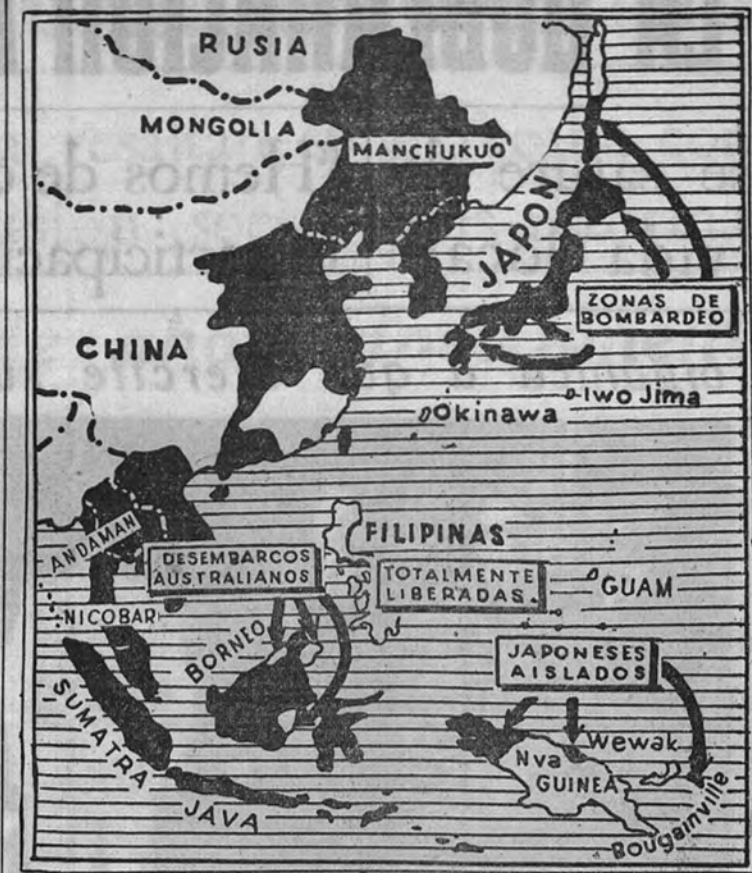 RUSIA
MONGOLIA
MANCHUKUO
JAPON
ZONAS DE
BOMBARDEO
CHINA
Okinawa
Iwo Jima
ANDAMAN
DESEMBARCOS
AUSTRALIANOS
FILIPINAS
TOTALMENTE
LIBERADAS.
GUAM
NICOBAR
BORNEO
JAPONESES
AISLADOS
SUMATRA
JAVA
Wewak
Nva
GUINEA
Bougainville